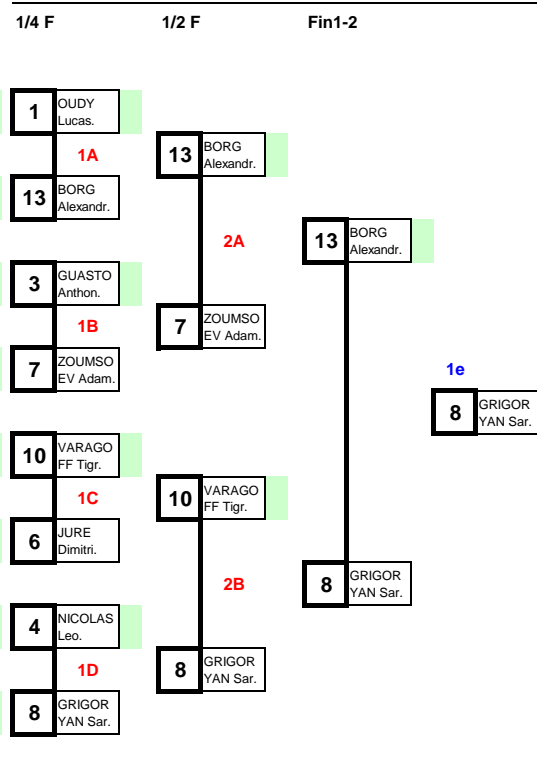 1/4 F
1/2 F
Fin1-2
1
OUDY
Lucas.
1A
13
BORG
Alexandr.
3
GUASTO
Anthon.
1B
7
ZOUMSO
EV Adam.
10
VARAGO
FF Tigr.
1C
6
JURE
Dimitri.
4
NICOLAS
Leo.
1D
8
GRIGOR
YAN Sar.
13
BORG
Alexandr.
2A
7
ZOUMSO
EV Adam.
10
VARAGO
FF Tigr.
2B
8
GRIGOR
YAN Sar.
13
BORG
Alexandr.
8
GRIGOR
YAN Sar.
1e
8
GRIGOR
YAN Sar.